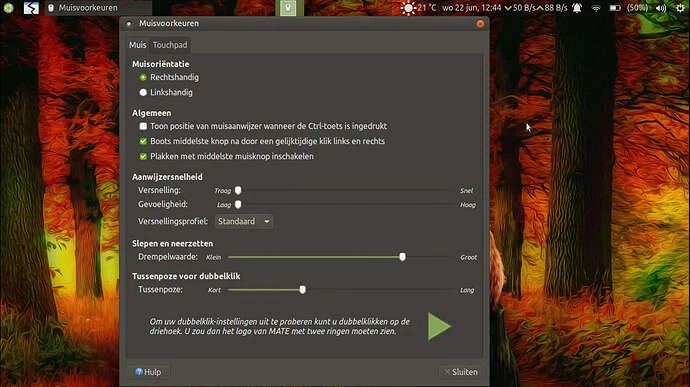 Muisvoorkeuren
21 °C wo 22 jun, 12:44 50 B/s 88 B/s (50%)
Muisvoorkeuren
Muis Touchpad
Muisoriëntatie
Rechtshandig
Linkshandig
Algemeen
Toon positie van muisaanwijzer wanneer de Ctrl-toets is ingedrukt
Boots middelste knop na door een gelijktijdige klik links en rechts
Plakken met middelste muisknop inschakelen
Aanwijzersnelheid
Versnelling: Traag Snel
Gevoeligheid: Laag Hoog
Versnellingsprofiel: Standaard
Slepen en neerzetten
Drempelwaarde: Klein Groot
Tussenpoze voor dubbelklik
Tussenpoze: Kort Lang
Om uw dubbelklik-instellingen uit te proberen kunt u dubbelklikken op de
driehoek. U zou dan het logo van MATE met twee ringen moeten zien.
Hulp Sluiten